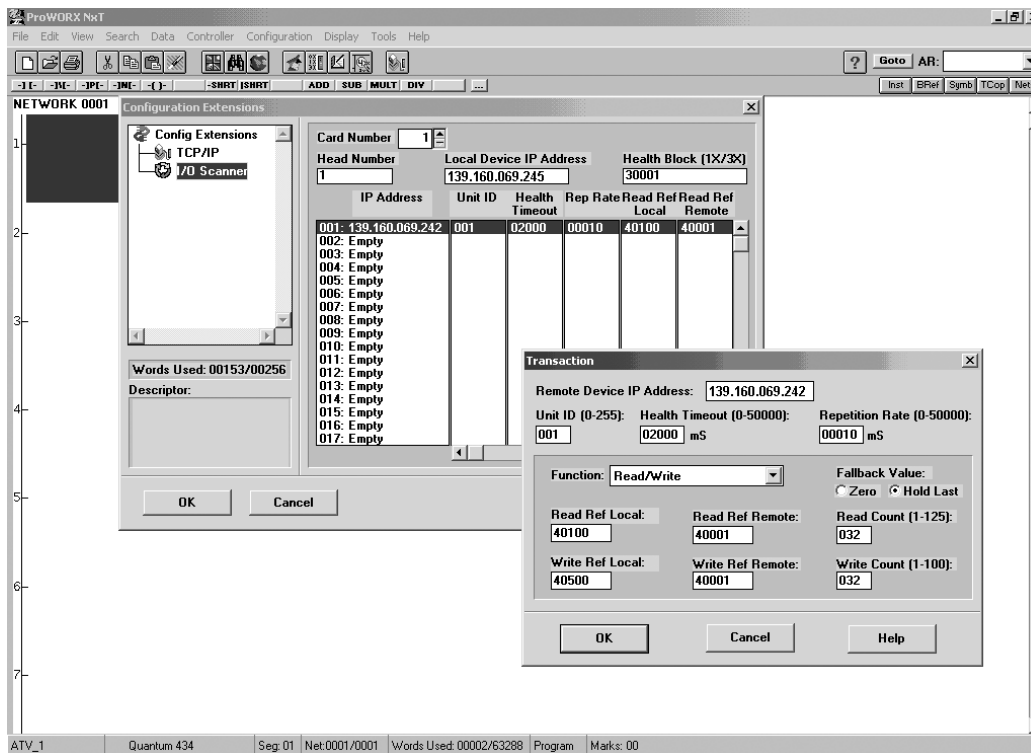 ProWORX NxT
File Edit View Search Data Controller Configuration Display Tools Help
? Goto AR:
-] [- -]\[- -]P[- -]N[- -( )- -SHRT |SHRT ADD SUB MULT DIV ... Inst BRef Symb TCop Net
NETWORK 0001
1
2
3
4
5
6
7
Configuration Extensions
Config Extensions
TCP/IP
I/O Scanner
Words Used: 00153/00256
Descriptor:
Card Number 1
Head Number Local Device IP Address Health Block (1X/3X)
1 139.160.069.245 30001
IP Address Unit ID Health Timeout Rep Rate Read Ref Local Read Ref Remote
001: 139.160.069.242 001 02000 00010 40100 40001
002: Empty
003: Empty
004: Empty
005: Empty
006: Empty
007: Empty
008: Empty
009: Empty
010: Empty
011: Empty
012: Empty
013: Empty
014: Empty
015: Empty
016: Empty
017: Empty
OK Cancel
Transaction
Remote Device IP Address: 139.160.069.242
Unit ID (0-255): Health Timeout (0-50000): Repetition Rate (0-50000):
001 02000 mS 00010 mS
Function: Read/Write Fallback Value:
Zero Hold Last
Read Ref Local: Read Ref Remote: Read Count (1-125):
40100 40001 032
Write Ref Local: Write Ref Remote: Write Count (1-100):
40500 40001 032
OK Cancel Help
ATV_1 Quantum 434 Seg: 01 Net:0001/0001 Words Used: 00002/63288 Program Marks: 00